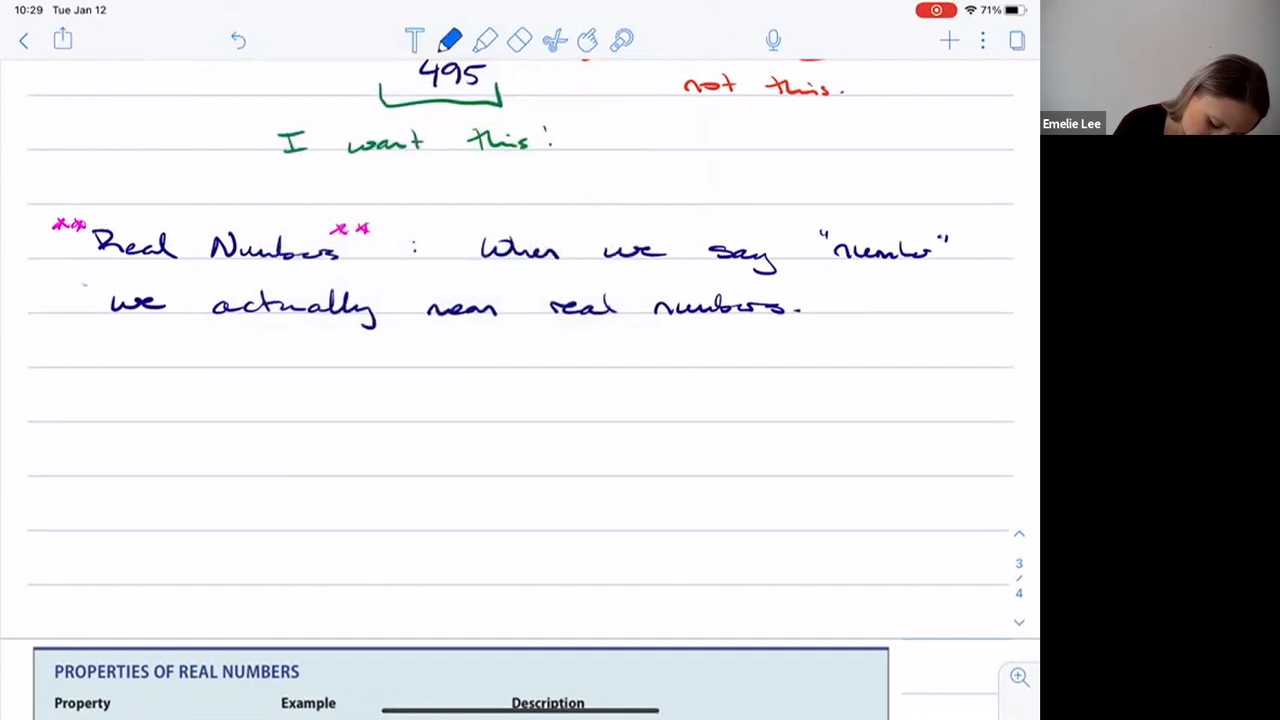 10:29 Tue Jan 12
71%
495
not this.
I want this!
Emelie Lee
**Real Numbers** : When we say "number"
we actually mean real numbers.
3
/
4
PROPERTIES OF REAL NUMBERS
Property Example Description